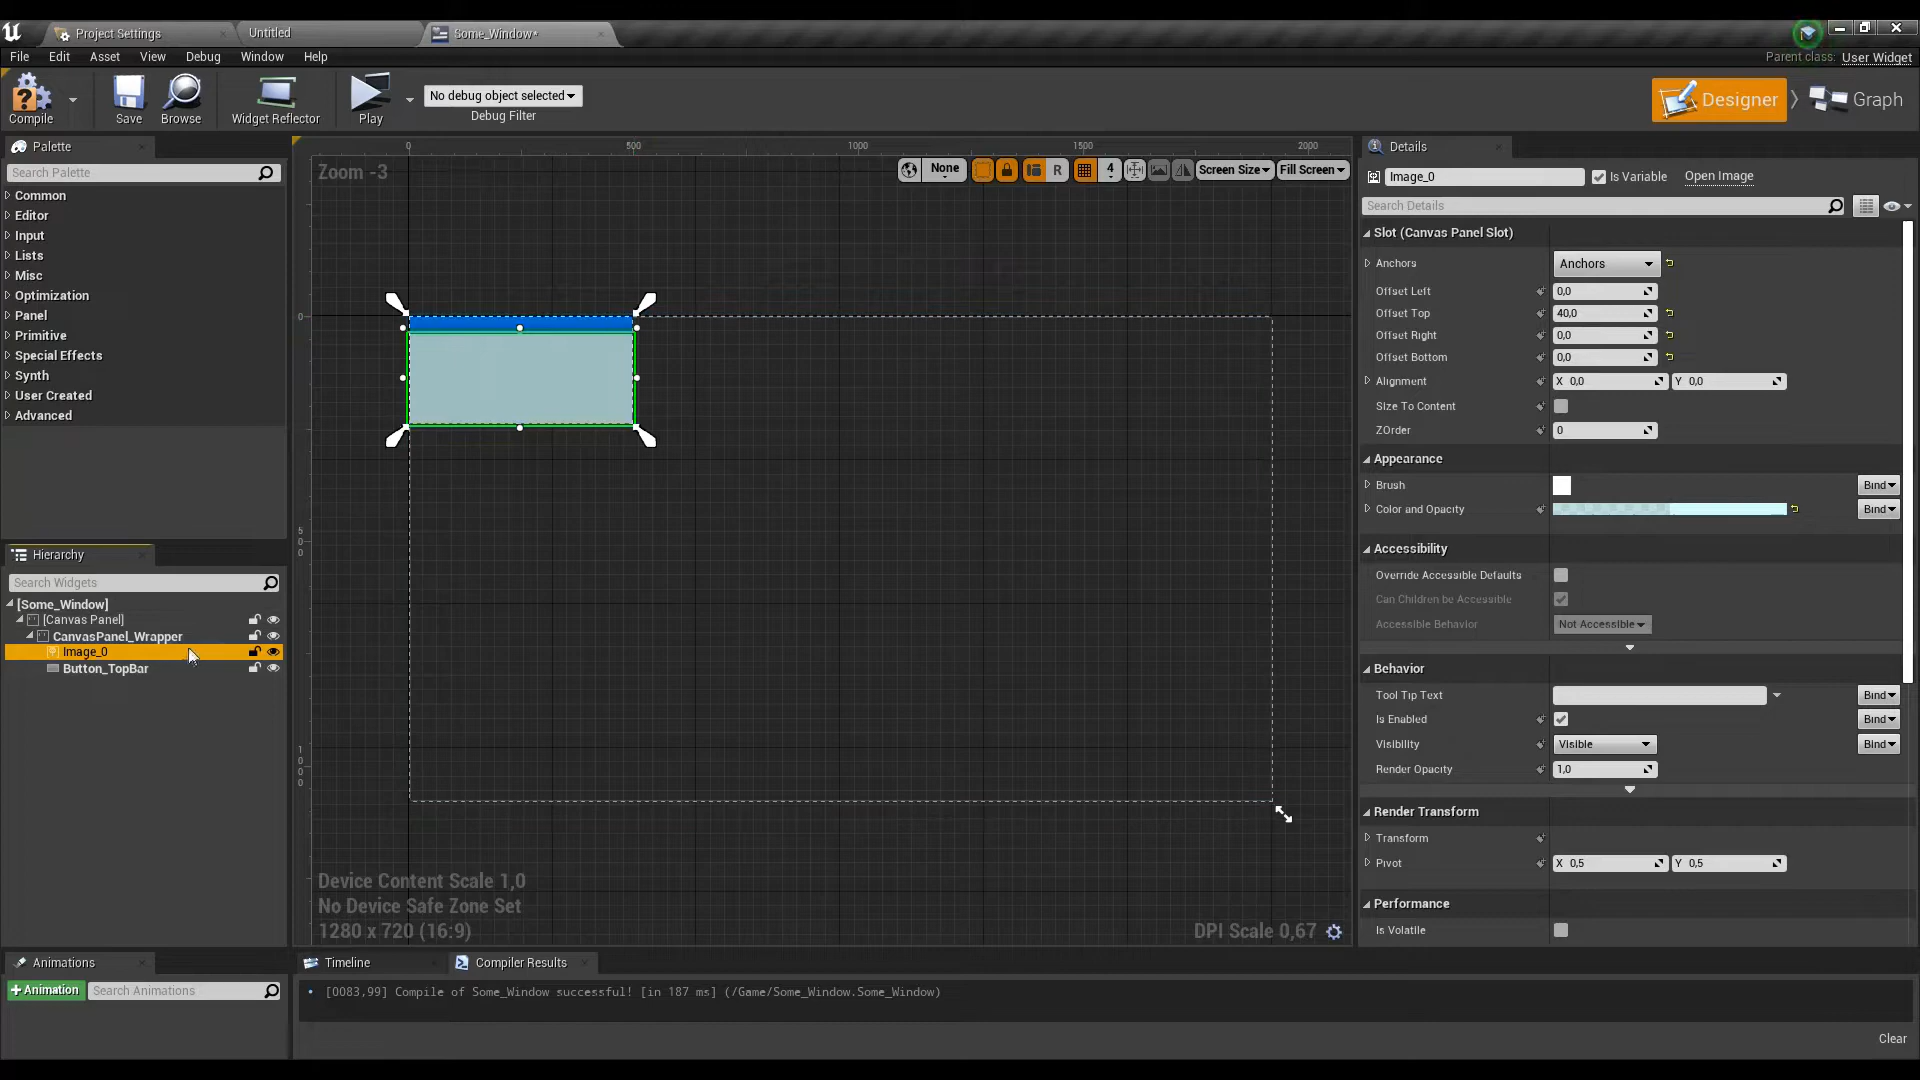 Project Settings
Untitled
Some_Window*
File Edit Asset View Debug Window Help
Parent class: User Widget
Compile
Save
Browse
Widget Reflector
Play
No debug object selected
Debug Filter
Designer
Graph
Palette
Search Palette
Common
Editor
Input
Lists
Misc
Optimization
Panel
Primitive
Special Effects
Synth
User Created
Advanced
Hierarchy
Search Widgets
[Some_Window]
[Canvas Panel]
CanvasPanel_Wrapper
Image_0
Button_TopBar
Animations
+Animation
Search Animations
0 500 1000 1500 2000
Zoom -3
None
R
4
Screen Size
Fill Screen
0
500
1000
Device Content Scale 1,0
No Device Safe Zone Set
1280 x 720 (16:9)
DPI Scale 0,67
Timeline
Compiler Results
[0083,99] Compile of Some_Window successful! [in 187 ms] (/Game/Some_Window.Some_Window)
Clear
Details
Image_0
Is Variable
Open Image
Search Details
Slot (Canvas Panel Slot)
Anchors Anchors
Offset Left 0,0
Offset Top 40,0
Offset Right 0,0
Offset Bottom 0,0
Alignment X 0,0 Y 0,0
Size To Content
ZOrder 0
Appearance
Brush Bind
Color and Opacity Bind
Accessibility
Override Accessible Defaults
Can Children be Accessible
Accessible Behavior Not Accessible
Behavior
Tool Tip Text Bind
Is Enabled Bind
Visibility Visible Bind
Render Opacity 1,0
Render Transform
Transform
Pivot X 0,5 Y 0,5
Performance
Is Volatile